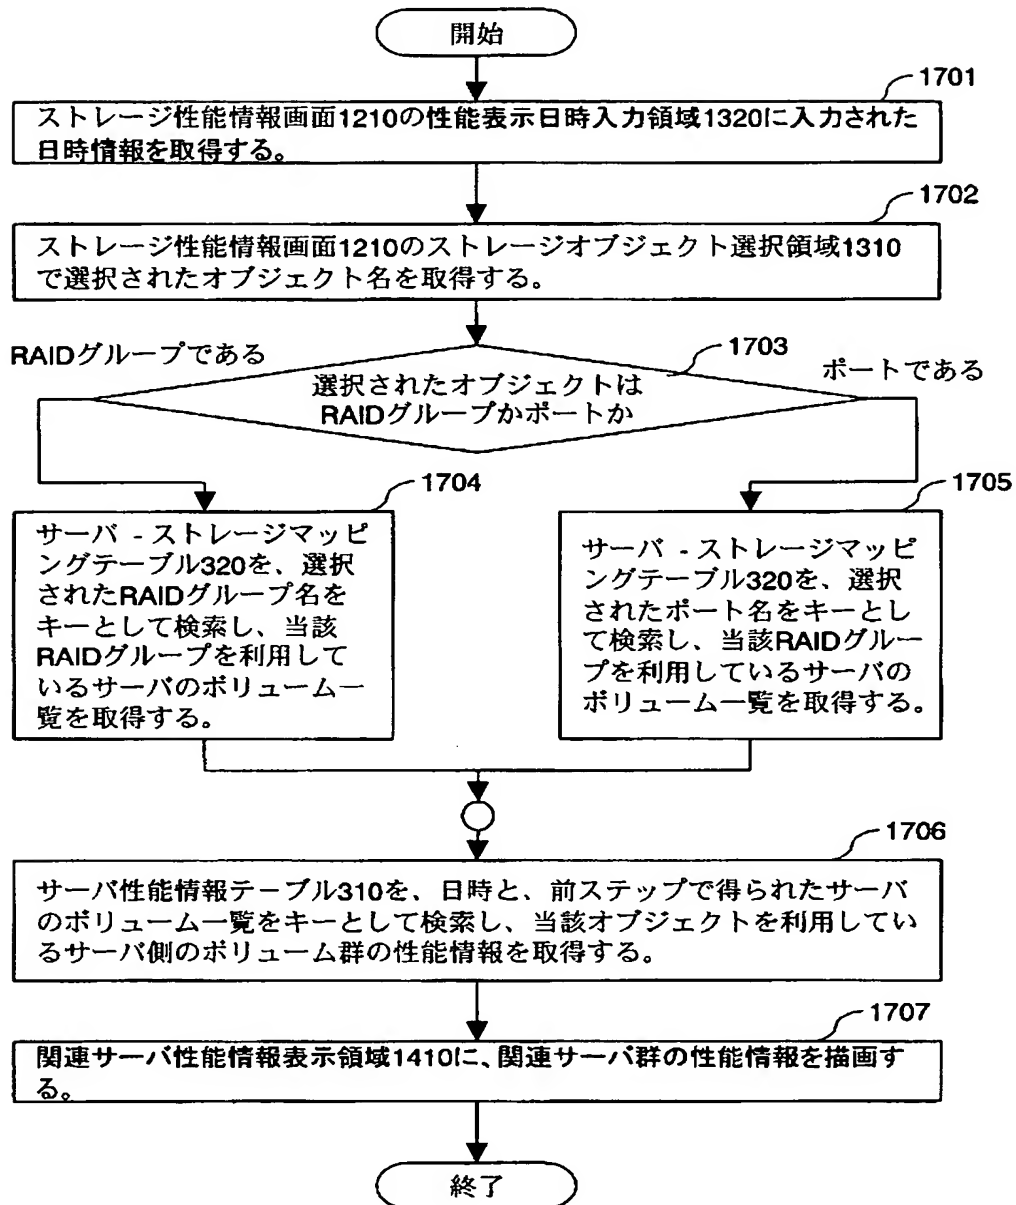 開始
1701
ストレージ性能情報画面1210の性能表示日時入力領域1320に入力された
日時情報を取得する。
1702
ストレージ性能情報画面1210のストレージオブジェクト選択領域1310
で選択されたオブジェクト名を取得する。
RAIDグループである
1703
ポートである
選択されたオブジェクトは
RAIDグループかポートか
1704
サーバ - ストレージマッピ
ングテーブル320を、選択
されたRAIDグループ名を
キーとして検索し、当該
RAIDグループを利用して
いるサーバのボリューム一
覧を取得する。
1705
サーバ - ストレージマッピ
ングテーブル320を、選択
されたポート名をキーとし
て検索し、当該RAIDグルー
プを利用しているサーバの
ボリューム一覧を取得する。
1706
サーバ性能情報テーブル310を、日時と、前ステップで得られたサーバ
のボリューム一覧をキーとして検索し、当該オブジェクトを利用してい
るサーバ側のボリューム群の性能情報を取得する。
1707
関連サーバ性能情報表示領域1410に、関連サーバ群の性能情報を描画す
る。
終了